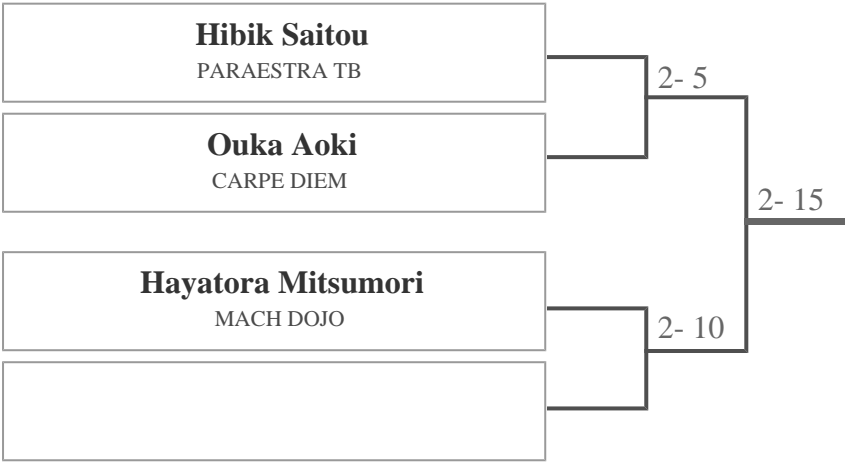 Hibik Saitou
PARAESTRA TB
2- 5
Ouka Aoki
CARPE DIEM
2- 15
Hayatora Mitsumori
MACH DOJO
2- 10